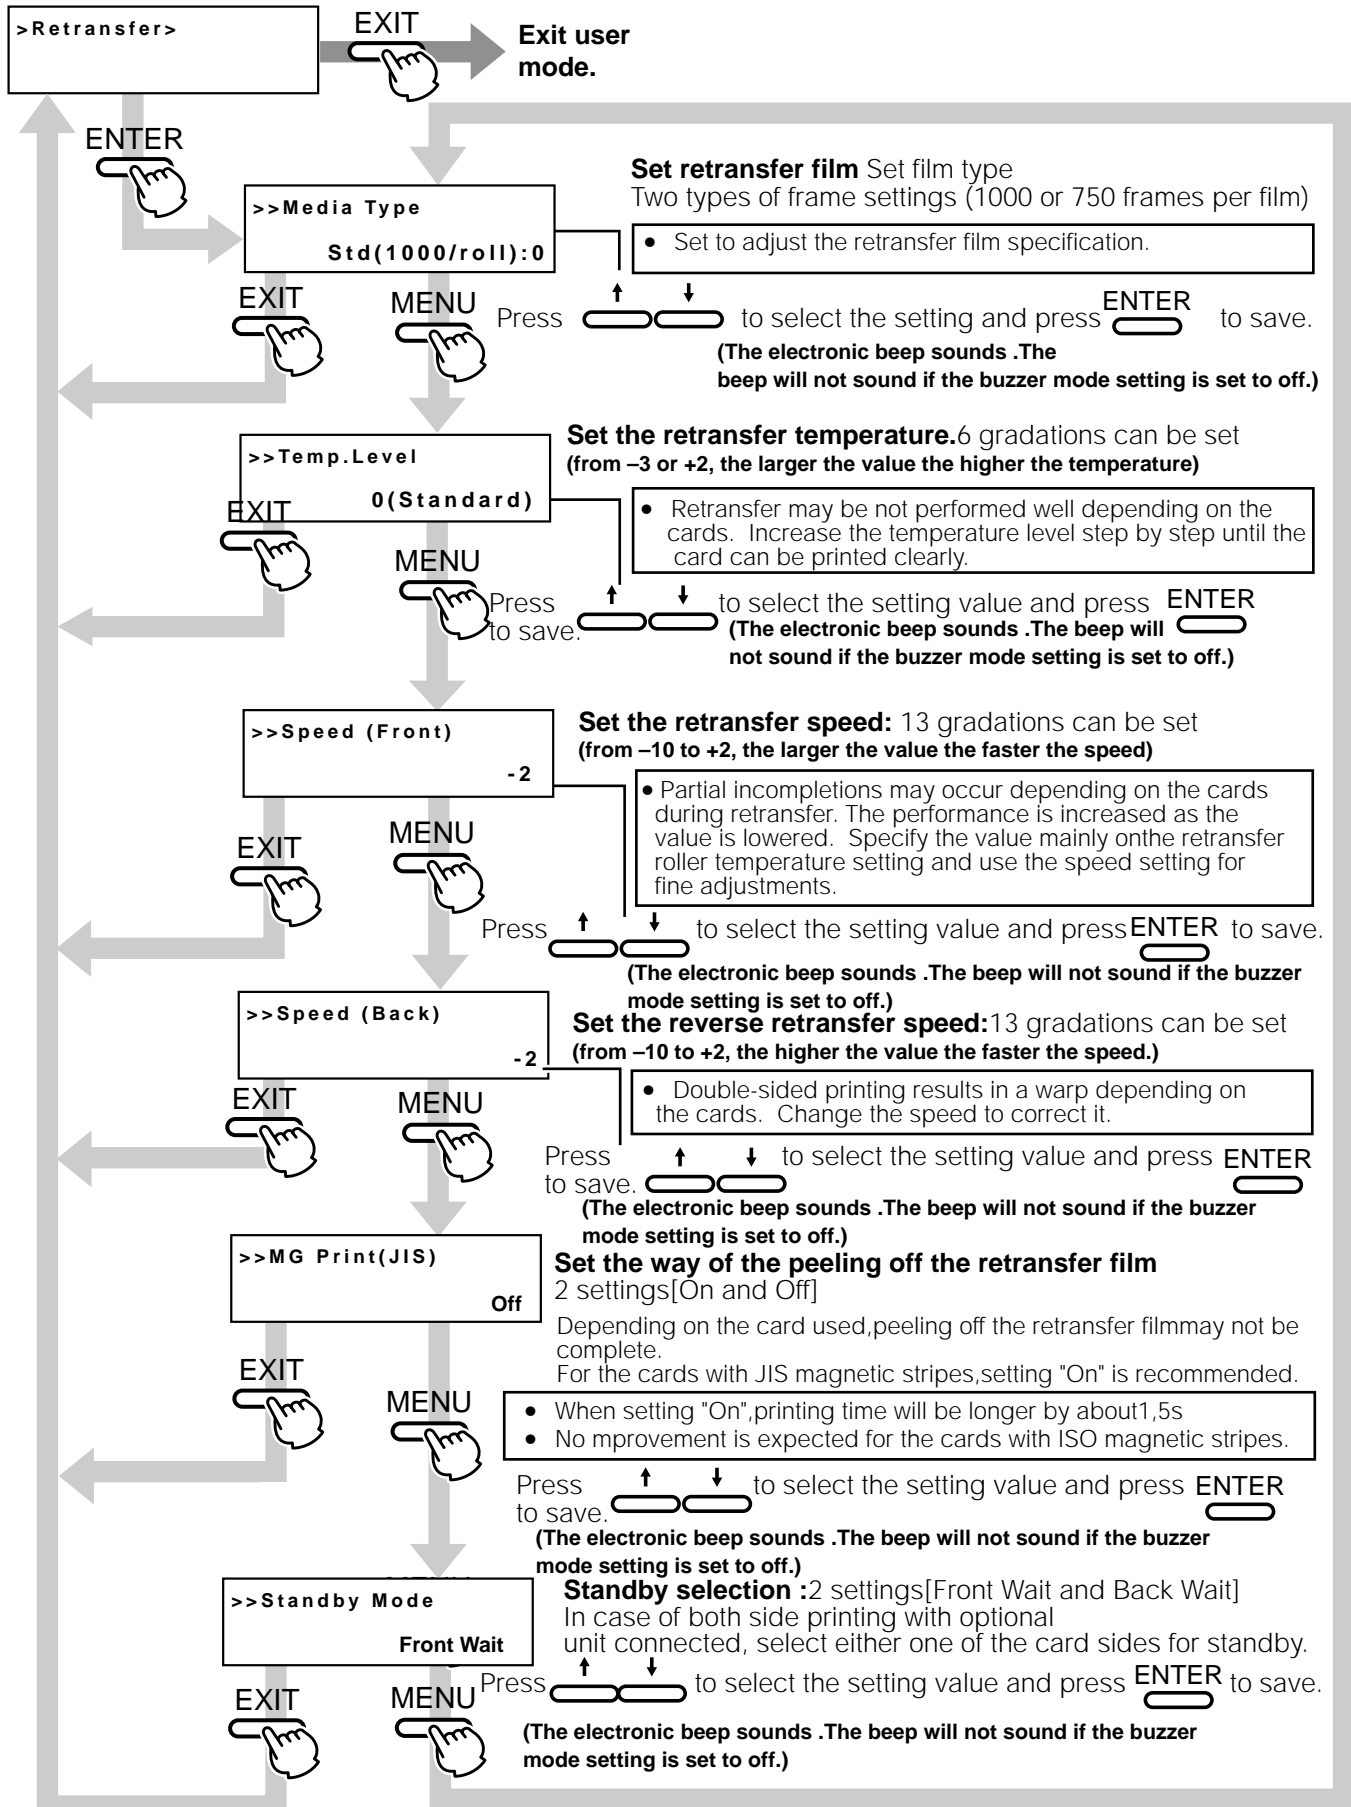 >Retransfer>
EXIT
Exit user
mode.
ENTER
Set retransfer film Set film type
Two types of frame settings (1000 or 750 frames per film)
>>Media Type
Std(1000/roll):0
• Set to adjust the retransfer film specification.
EXIT
MENU
Press to select the setting and press ENTER to save.
(The electronic beep sounds .The
beep will not sound if the buzzer mode setting is set to off.)
Set the retransfer temperature.6 gradations can be set
(from –3 or +2, the larger the value the higher the temperature)
>>Temp.Level
0(Standard)
• Retransfer may be not performed well depending on the
cards. Increase the temperature level step by step until the
card can be printed clearly.
EXIT
MENU
Press to select the setting value and press ENTER
to save.
(The electronic beep sounds .The beep will
not sound if the buzzer mode setting is set to off.)
>>Speed (Front)
-2
Set the retransfer speed: 13 gradations can be set
(from –10 to +2, the larger the value the faster the speed)
• Partial incompletions may occur depending on the cards
during retransfer. The performance is increased as the
value is lowered. Specify the value mainly onthe retransfer
roller temperature setting and use the speed setting for
fine adjustments.
EXIT
MENU
Press to select the setting value and press ENTER to save.
(The electronic beep sounds .The beep will not sound if the buzzer
mode setting is set to off.)
>>Speed (Back)
-2
Set the reverse retransfer speed:13 gradations can be set
(from –10 to +2, the higher the value the faster the speed.)
• Double-sided printing results in a warp depending on
the cards. Change the speed to correct it.
EXIT
MENU
Press to select the setting value and press ENTER
to save.
(The electronic beep sounds .The beep will not sound if the buzzer
mode setting is set to off.)
>>MG Print(JIS)
Off
Set the way of the peeling off the retransfer film
2 settings[On and Off]
Depending on the card used,peeling off the retransfer filmmay not be
complete.
For the cards with JIS magnetic stripes,setting "On" is recommended.
EXIT
MENU
• When setting "On",printing time will be longer by about1,5s
• No mprovement is expected for the cards with ISO magnetic stripes.
Press to select the setting value and press ENTER
to save.
(The electronic beep sounds .The beep will not sound if the buzzer
mode setting is set to off.)
>>Standby Mode
Front Wait
Standby selection :2 settings[Front Wait and Back Wait]
In case of both side printing with optional
unit connected, select either one of the card sides for standby.
EXIT
MENU
Press to select the setting value and press ENTER to save.
(The electronic beep sounds .The beep will not sound if the buzzer
mode setting is set to off.)